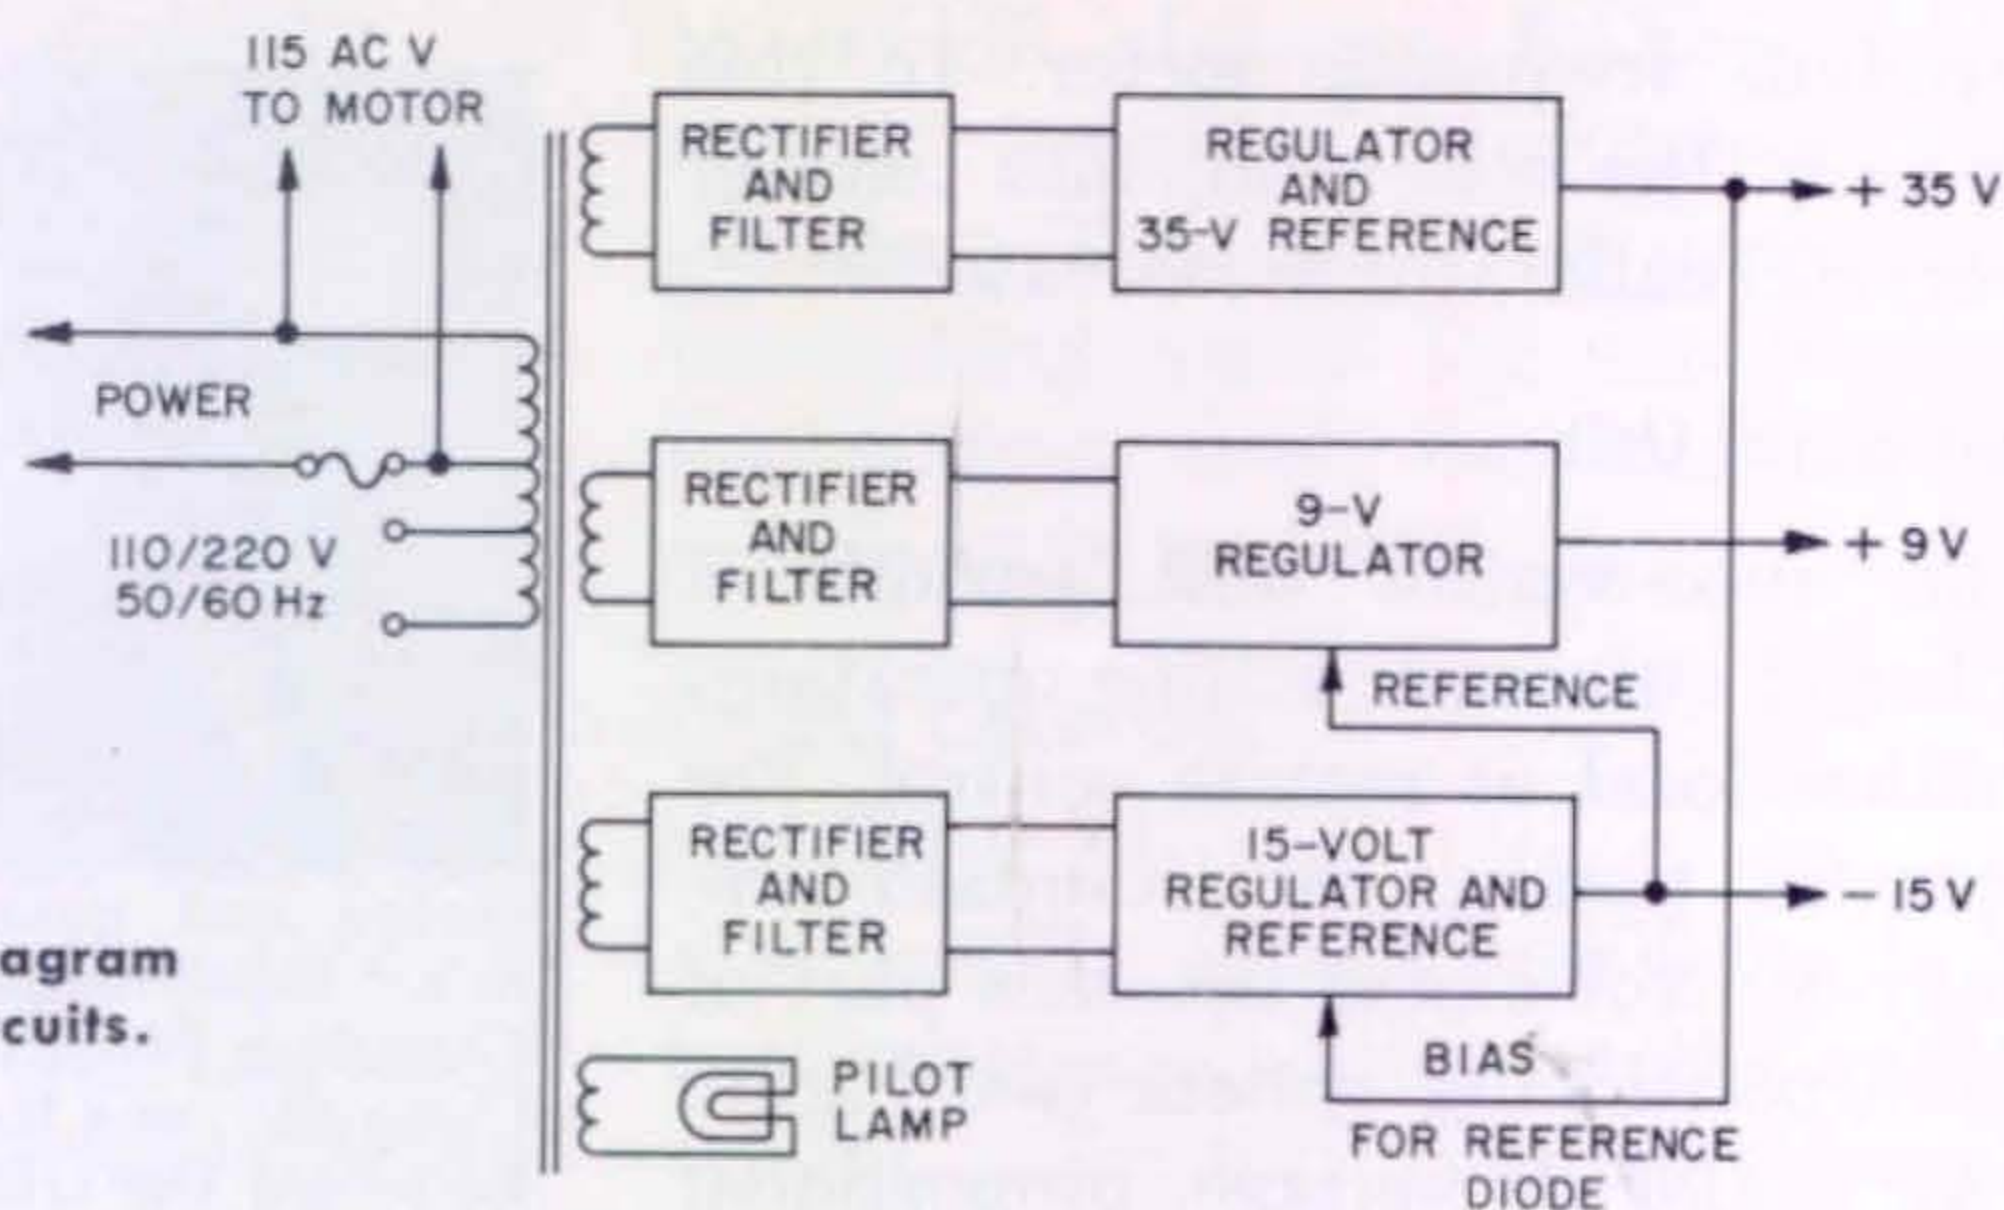 115 AC V
TO MOTOR
POWER
110/220 V
50/60 Hz
RECTIFIER
AND
FILTER
REGULATOR
AND
35-V REFERENCE
+ 35 V
RECTIFIER
AND
FILTER
9-V
REGULATOR
+ 9 V
REFERENCE
RECTIFIER
AND
FILTER
15-VOLT
REGULATOR AND
REFERENCE
- 15 V
BIAS
FOR REFERENCE
DIODE
PILOT
LAMP
agram
cuits.